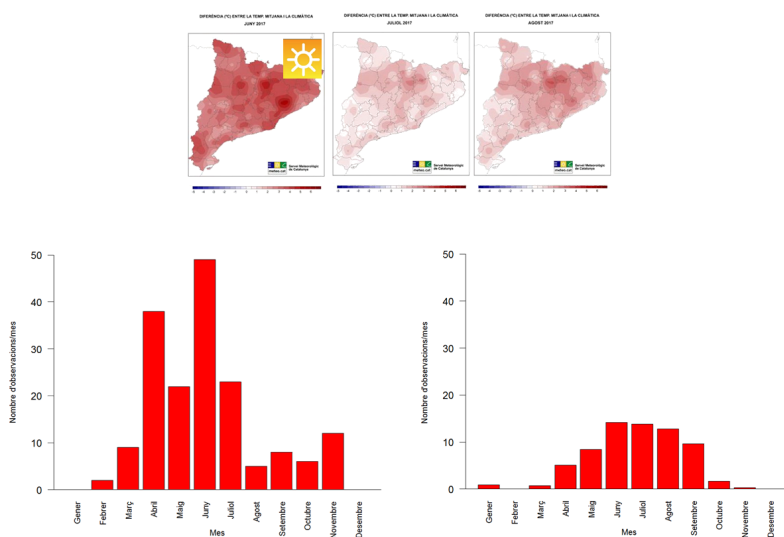 DIFERÈNCIA (ºC) ENTRE LA TEMP. MITJANA I LA CLIMÀTICA
JUNY 2017
DIFERÈNCIA (ºC) ENTRE LA TEMP. MITJANA I LA CLIMÀTICA
JULIOL 2017
DIFERÈNCIA (ºC) ENTRE LA TEMP. MITJANA I LA CLIMÀTICA
AGOST 2017
meteo.cat
Servei Meteorològic
de Catalunya
meteo.cat
Servei Meteorològic
de Catalunya
meteo.cat
Servei Meteorològic
de Catalunya
Nombre d'observacions/mes
50
40
30
20
10
0
Gener
Febrer
Març
Abril
Maig
Juny
Juliol
Agost
Setembre
Octubre
Novembre
Desembre
Mes
Nombre d'observacions/mes
50
40
30
20
10
0
Gener
Febrer
Març
Abril
Maig
Juny
Juliol
Agost
Setembre
Octubre
Novembre
Desembre
Mes